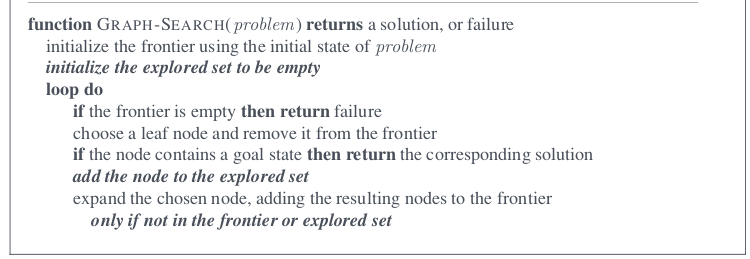 function GRAPH-SEARCH(problem) returns a solution, or failure
initialize the frontier using the initial state of problem
initialize the explored set to be empty
loop do
if the frontier is empty then return failure
choose a leaf node and remove it from the frontier
if the node contains a goal state then return the corresponding solution
add the node to the explored set
expand the chosen node, adding the resulting nodes to the frontier
only if not in the frontier or explored set